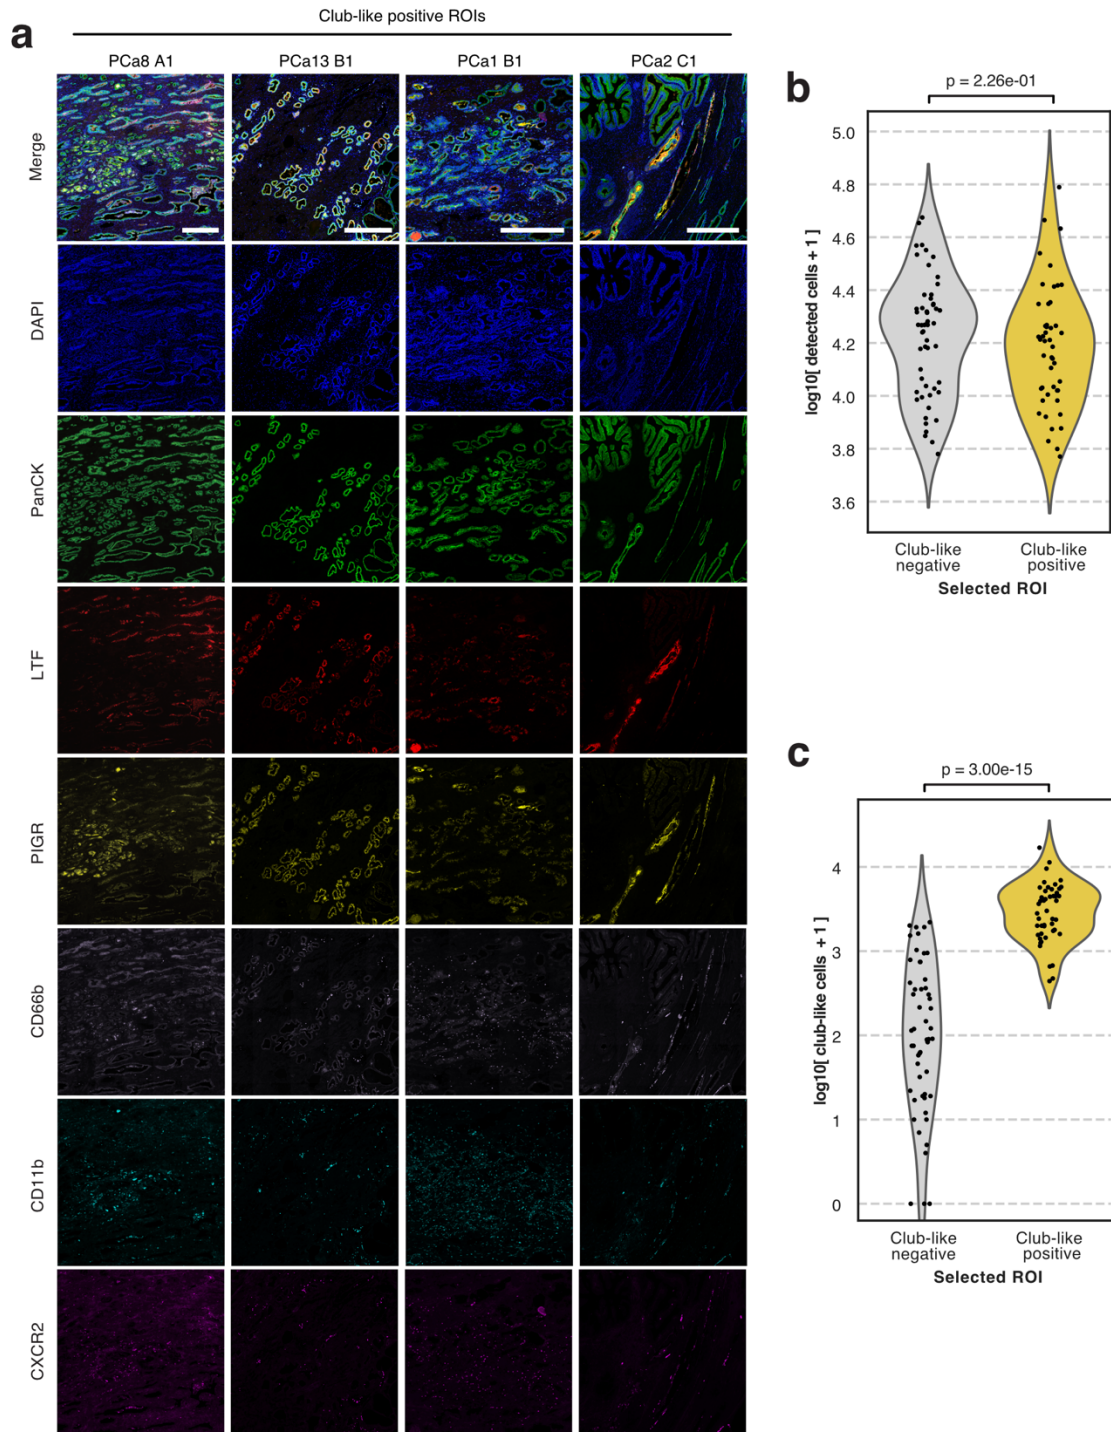 a
Club-like positive ROIs
PCa8 A1
PCa13 B1
PCa1 B1
PCa2 C1
Merge
DAPI
PanCK
LTF
PIGR
CD66b
CD11b
CXCR2
b
p = 2.26e-01
log10[ detected cells + 1 ]
5.0
4.8
4.6
4.4
4.2
4.0
3.8
3.6
Club-like
negative
Club-like
positive
Selected ROI
c
p = 3.00e-15
log10[ club-like cells + 1 ]
4
3
2
1
0
Club-like
negative
Club-like
positive
Selected ROI